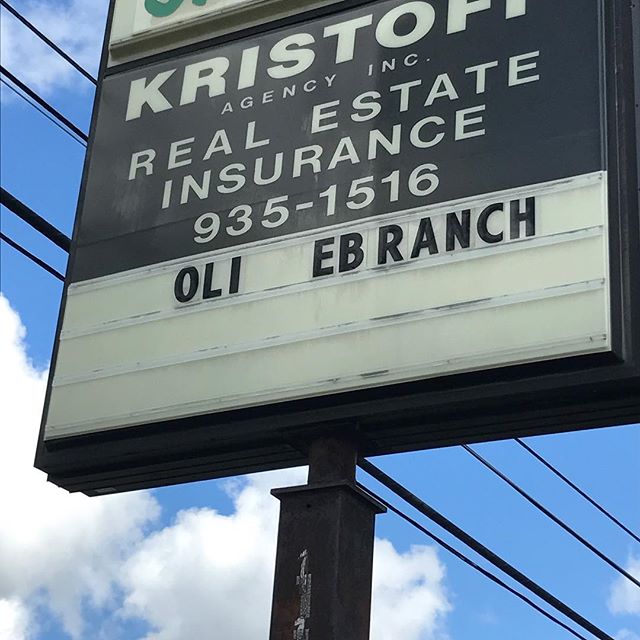 KRISTOFF
AGENCY INC.
REAL ESTATE
INSURANCE
935-1516
OLI EBRANCH